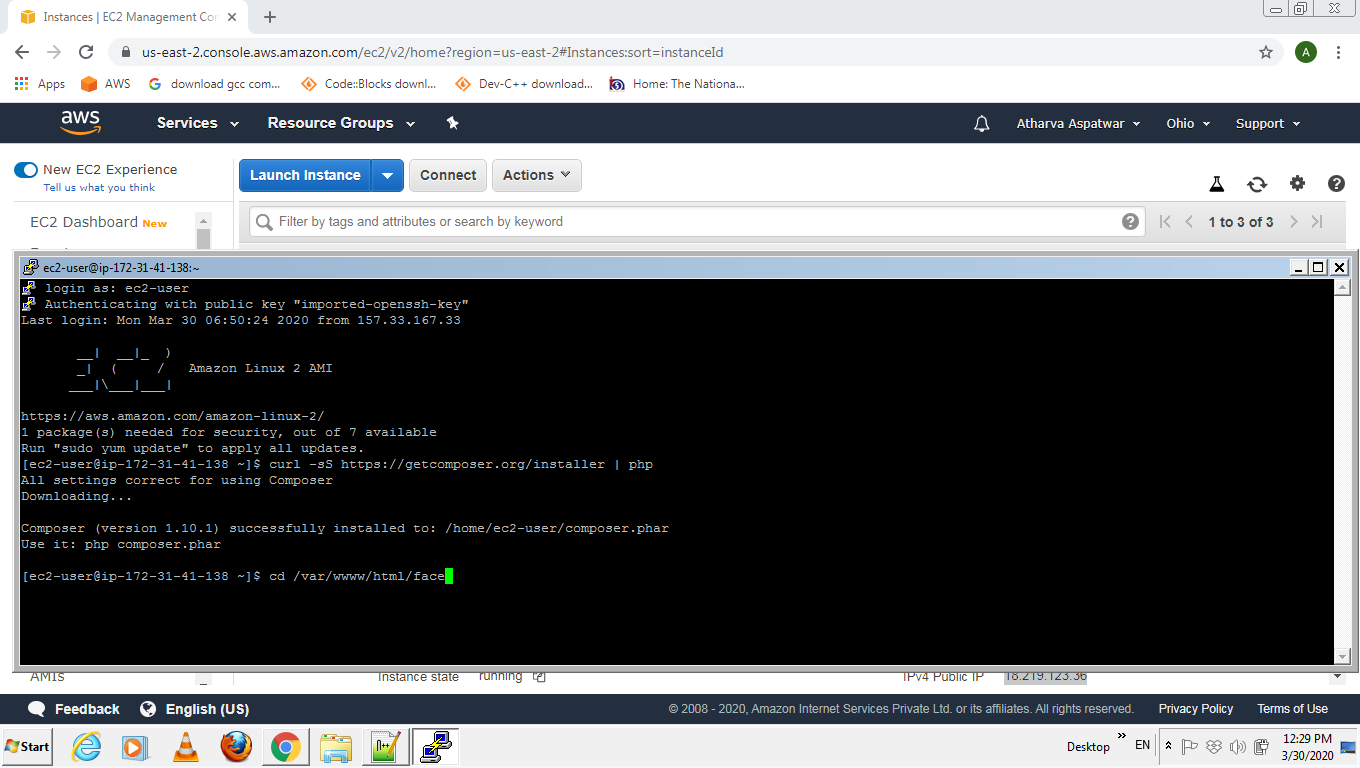 Instances | EC2 Management Con
us-east-2.console.aws.amazon.com/ec2/v2/home?region=us-east-2#Instances:sort=instanceId
A
Apps AWS download gcc com... Code::Blocks downl... Dev-C++ download... Home: The Nationa...
aws Services Resource Groups Atharva Aspatwar Ohio Support
New EC2 Experience
Tell us what you think
Launch Instance Connect Actions
EC2 Dashboard New
Filter by tags and attributes or search by keyword
1 to 3 of 3
ec2-user@ip-172-31-41-138:~
login as: ec2-user
Authenticating with public key "imported-openssh-key"
Last login: Mon Mar 30 06:50:24 2020 from 157.33.167.33
__|  __|_  )
_|  (     /   Amazon Linux 2 AMI
___|\___|___|
https://aws.amazon.com/amazon-linux-2/
1 package(s) needed for security, out of 7 available
Run "sudo yum update" to apply all updates.
[ec2-user@ip-172-31-41-138 ~]$ curl -sS https://getcomposer.org/installer | php
All settings correct for using Composer
Downloading...
Composer (version 1.10.1) successfully installed to: /home/ec2-user/composer.phar
Use it: php composer.phar
[ec2-user@ip-172-31-41-138 ~]$ cd /var/wwww/html/face
AMIs Instance state running IPv4 Public IP 18.219.123.36
Feedback English (US) © 2008 - 2020, Amazon Internet Services Private Ltd. or its affiliates. All rights reserved. Privacy Policy Terms of Use
Start Desktop » EN 12:29 PM
3/30/2020